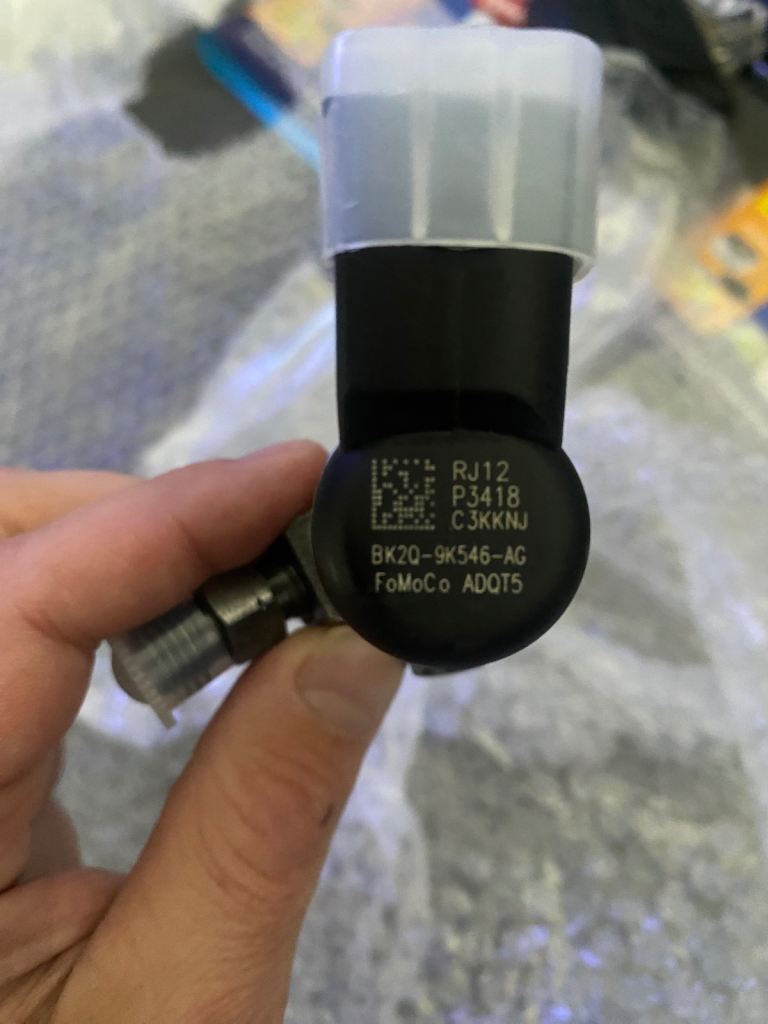 RJ12
P3418
C3KKNJ
BK2Q-9K546-AG
FoMoCo ADQT5